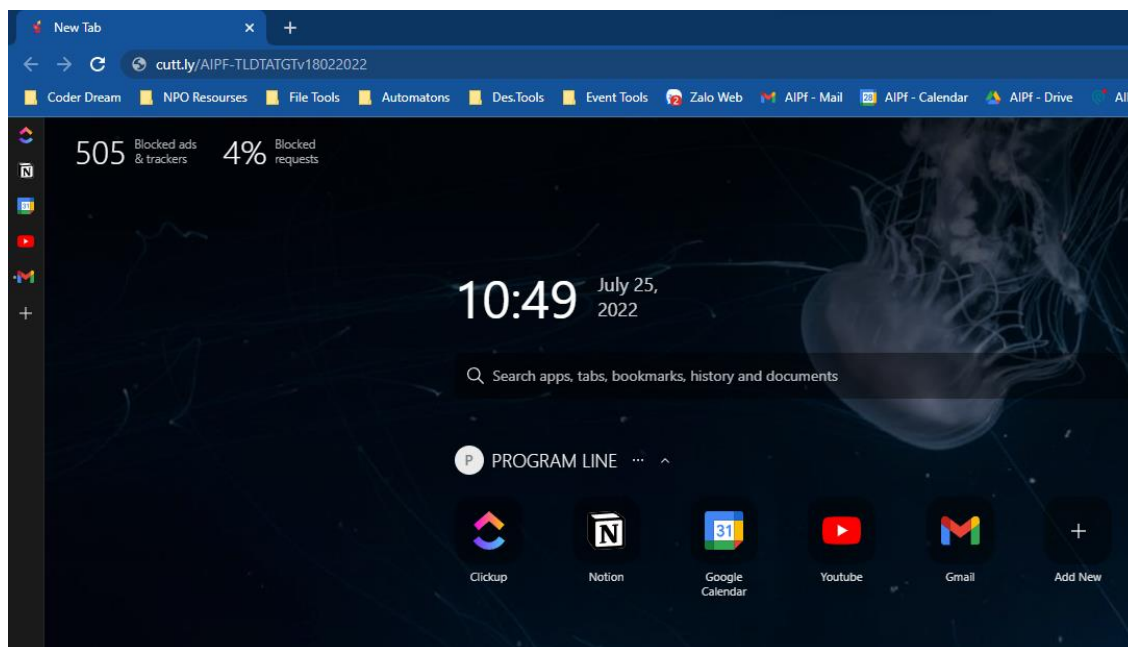 New Tab
cutt.ly/AIPF-TLDTATGTv18022022
Coder Dream NPO Resourses File Tools Automatons Des.Tools Event Tools Zalo Web AIPf - Mail AIPf - Calendar AIPf - Drive
505 Blocked ads & trackers 4% Blocked requests
10:49 July 25,
2022
Search apps, tabs, bookmarks, history and documents
P PROGRAM LINE ...
31
Clickup Notion Google Calendar Youtube Gmail Add New